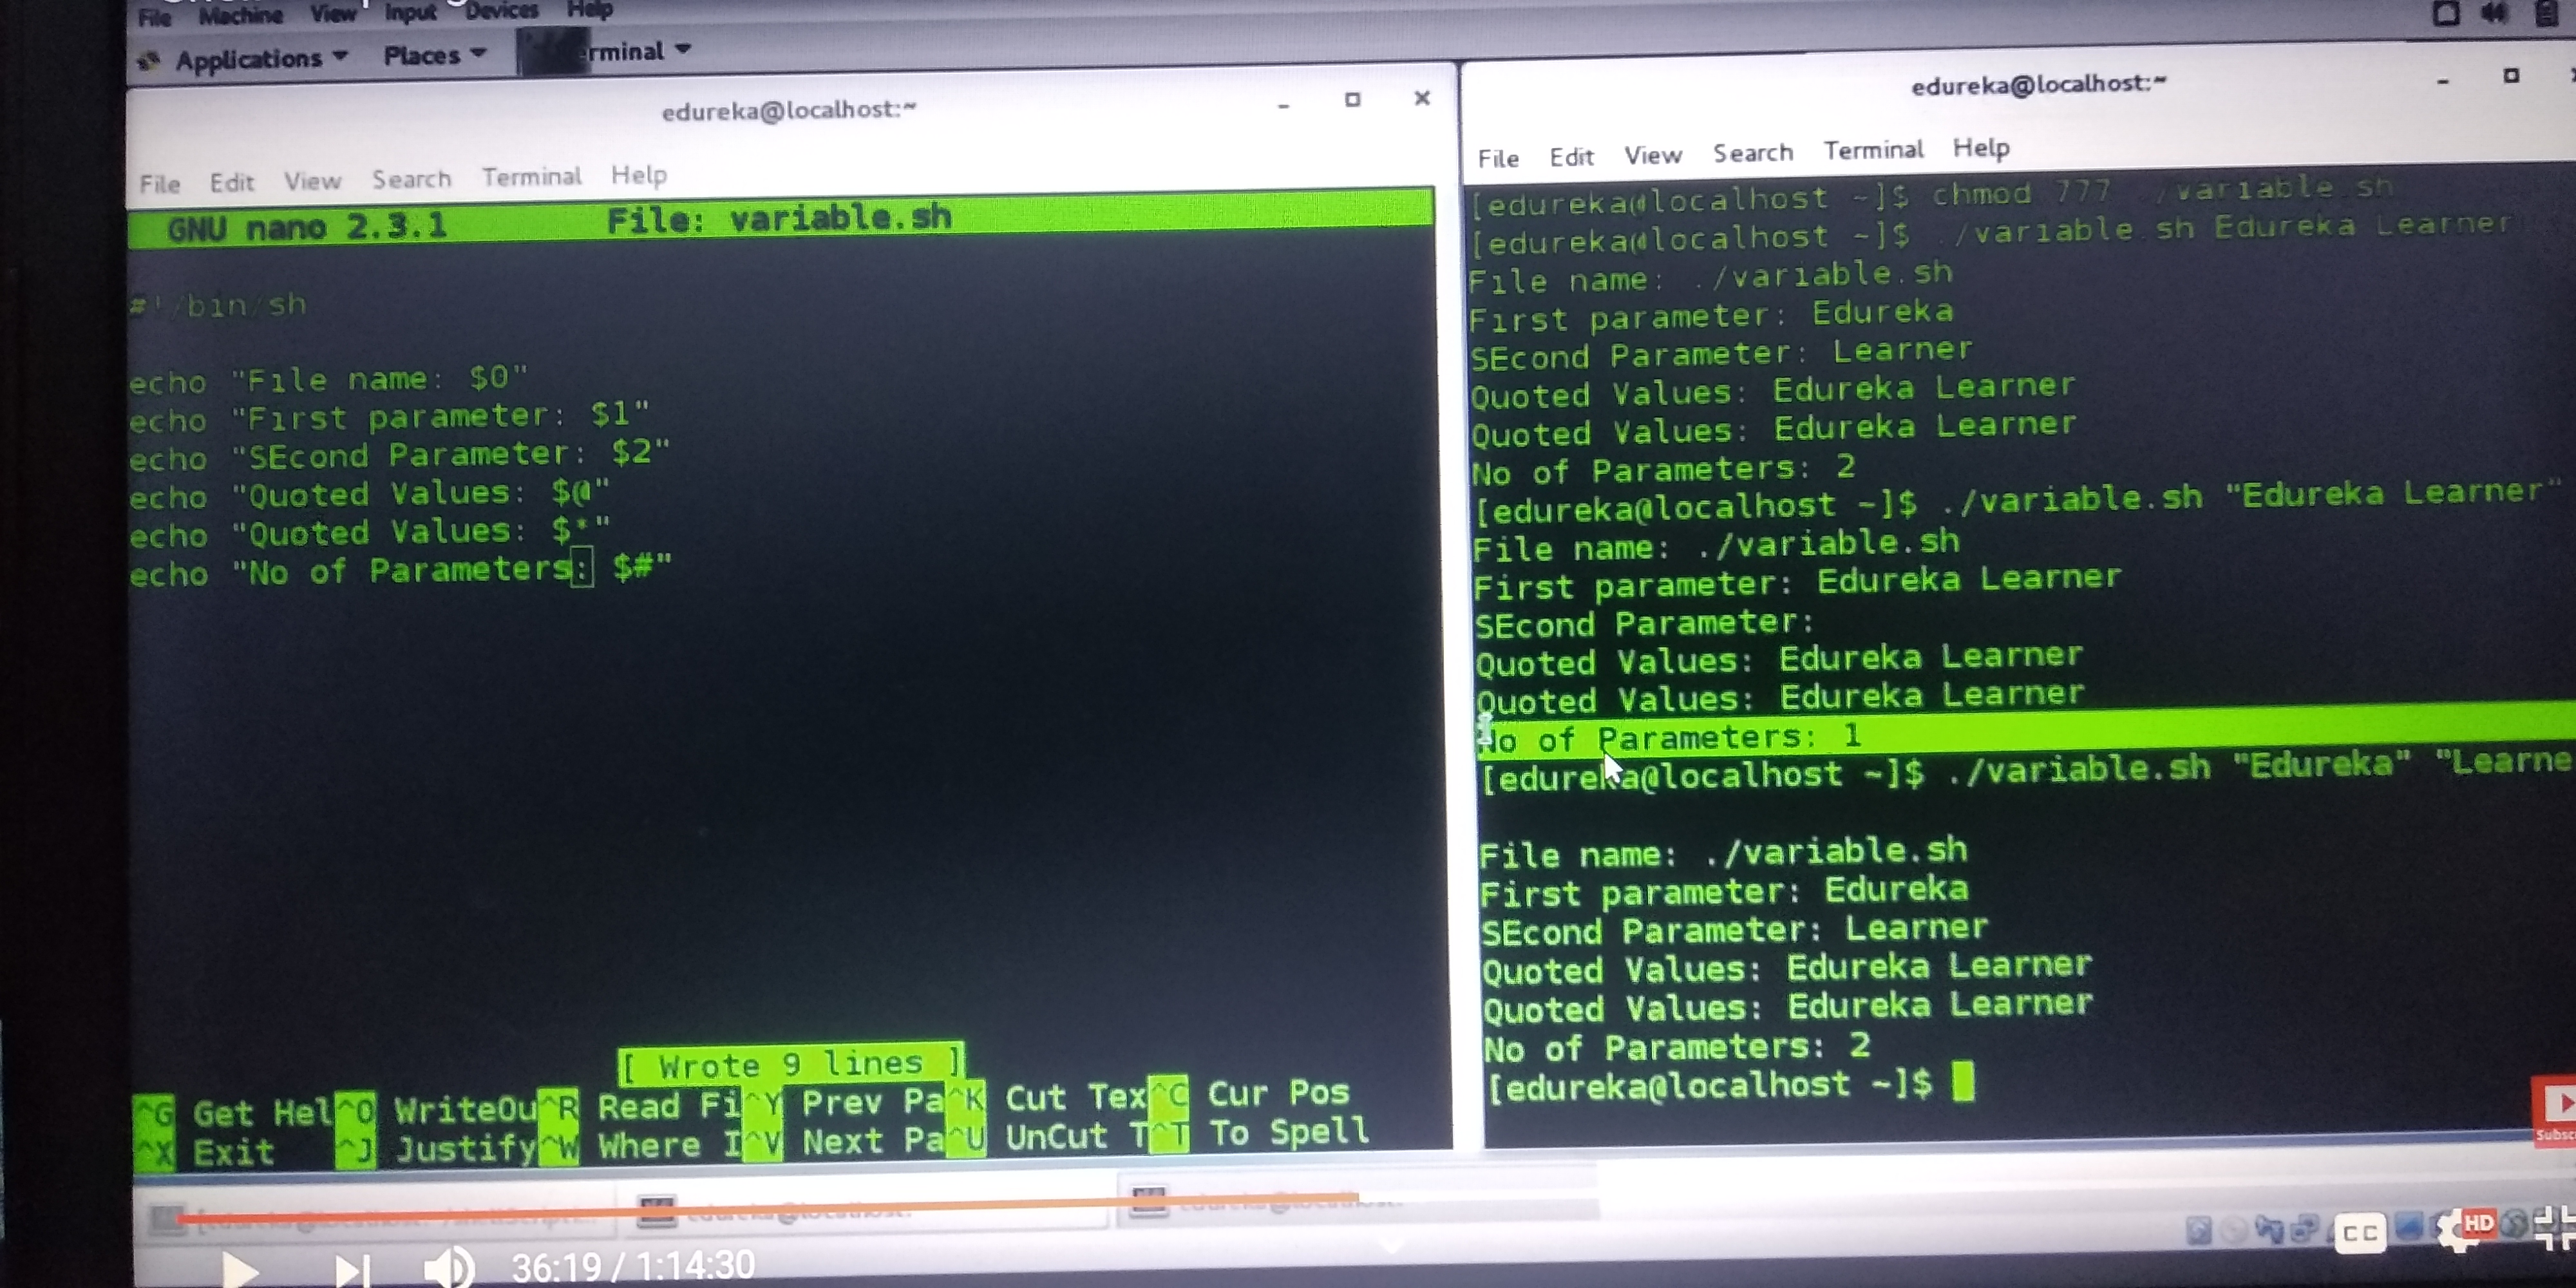 File Machine View Input Devices Help
Applications Places rminal
edureka@localhost:~
File Edit View Search Terminal Help
GNU nano 2.3.1 File: variable.sh
#!/bin/sh
echo "File name: $0"
echo "First parameter: $1"
echo "SEcond Parameter: $2"
echo "Quoted Values: $@"
echo "Quoted Values: $*"
echo "No of Parameters: $#"
[ Wrote 9 lines ]
^G Get Hel^O WriteOu^R Read Fi^Y Prev Pa^K Cut Tex^C Cur Pos
^X Exit ^J Justify^W Where I^V Next Pa^U UnCut T^T To Spell
edureka@localhost:~
File Edit View Search Terminal Help
[edureka@localhost ~]$ chmod 777 ./variable.sh
[edureka@localhost ~]$ ./variable.sh Edureka Learner
File name: ./variable.sh
First parameter: Edureka
SEcond Parameter: Learner
Quoted Values: Edureka Learner
Quoted Values: Edureka Learner
No of Parameters: 2
[edureka@localhost ~]$ ./variable.sh "Edureka Learner"
File name: ./variable.sh
First parameter: Edureka Learner
SEcond Parameter:
Quoted Values: Edureka Learner
Quoted Values: Edureka Learner
No of Parameters: 1
[edureka@localhost ~]$ ./variable.sh "Edureka" "Learne
File name: ./variable.sh
First parameter: Edureka
SEcond Parameter: Learner
Quoted Values: Edureka Learner
Quoted Values: Edureka Learner
No of Parameters: 2
[edureka@localhost ~]$
Subsc
CC HD
36:19 / 1:14:30